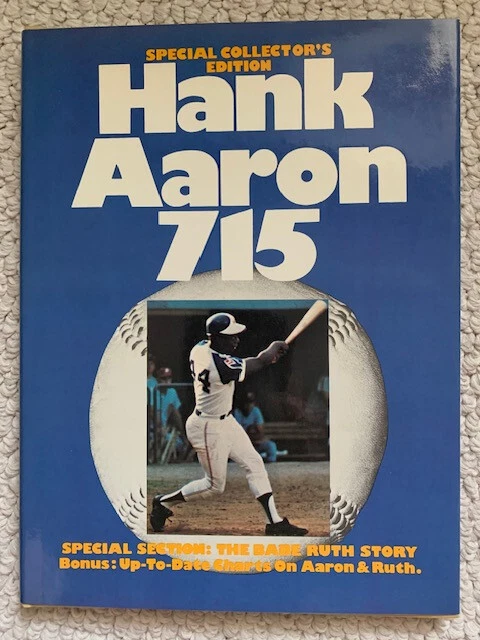 SPECIAL COLLECTOR'S
EDITION
Hank
Aaron
715
44
SPECIAL SECTION: THE BABE RUTH STORY
Bonus: Up-To-Date Charts On Aaron & Ruth.